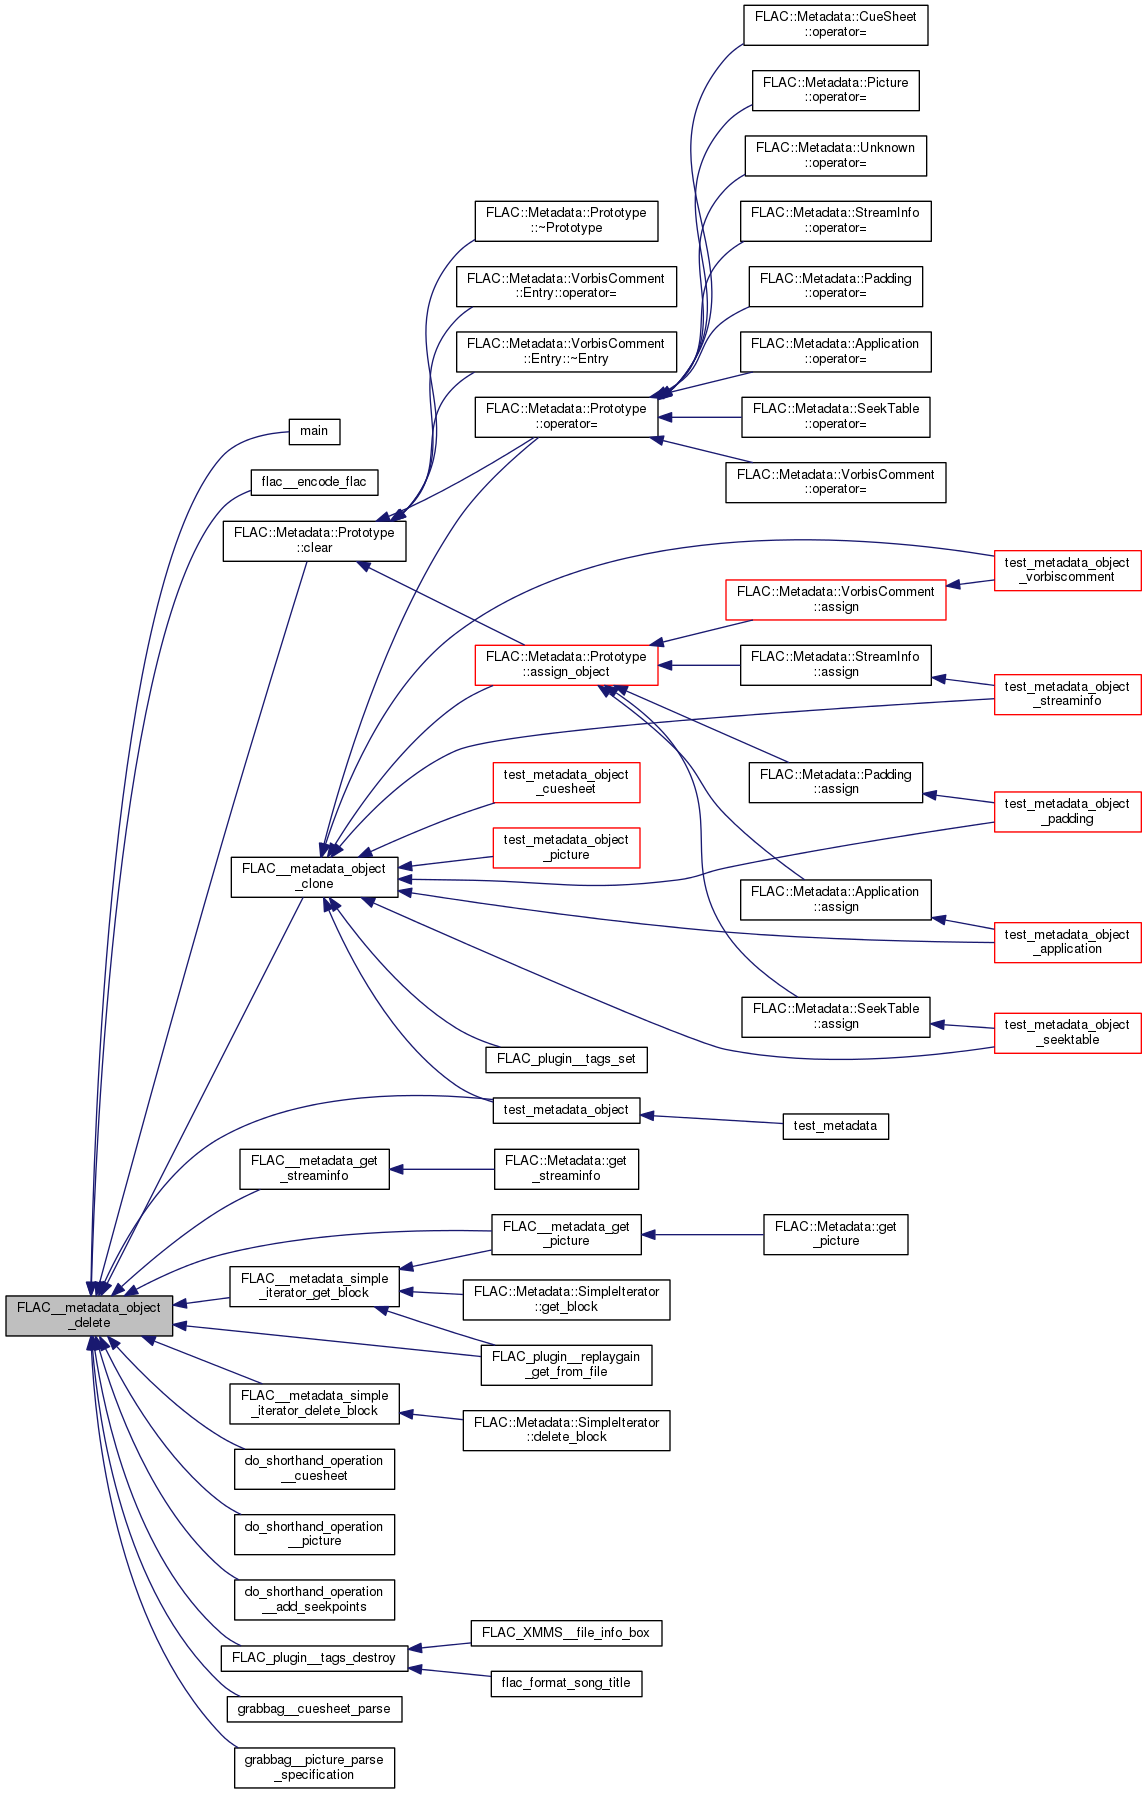 FLAC::Metadata::CueSheet
::operator=
FLAC::Metadata::Picture
::operator=
FLAC::Metadata::Unknown
::operator=
FLAC::Metadata::Prototype
::~Prototype
FLAC::Metadata::StreamInfo
::operator=
FLAC::Metadata::VorbisComment
::Entry::operator=
FLAC::Metadata::Padding
::operator=
FLAC::Metadata::VorbisComment
::Entry::~Entry
FLAC::Metadata::Application
::operator=
FLAC::Metadata::Prototype
::operator=
FLAC::Metadata::SeekTable
::operator=
main
FLAC::Metadata::VorbisComment
::operator=
flac__encode_flac
FLAC::Metadata::Prototype
::clear
test_metadata_object
_vorbiscomment
FLAC::Metadata::VorbisComment
::assign
FLAC::Metadata::Prototype
::assign_object
FLAC::Metadata::StreamInfo
::assign
test_metadata_object
_streaminfo
test_metadata_object
_cuesheet
FLAC::Metadata::Padding
::assign
test_metadata_object
_padding
test_metadata_object
_picture
FLAC__metadata_object
_clone
FLAC::Metadata::Application
::assign
test_metadata_object
_application
FLAC::Metadata::SeekTable
::assign
test_metadata_object
_seektable
FLAC_plugin__tags_set
test_metadata_object
test_metadata
FLAC__metadata_get
_streaminfo
FLAC::Metadata::get
_streaminfo
FLAC__metadata_get
_picture
FLAC::Metadata::get
_picture
FLAC__metadata_simple
_iterator_get_block
FLAC::Metadata::SimpleIterator
::get_block
FLAC__metadata_object
_delete
FLAC_plugin__replaygain
_get_from_file
FLAC__metadata_simple
_iterator_delete_block
FLAC::Metadata::SimpleIterator
::delete_block
do_shorthand_operation
__cuesheet
do_shorthand_operation
__picture
do_shorthand_operation
__add_seekpoints
FLAC_XMMS__file_info_box
FLAC_plugin__tags_destroy
flac_format_song_title
grabbag__cuesheet_parse
grabbag__picture_parse
_specification